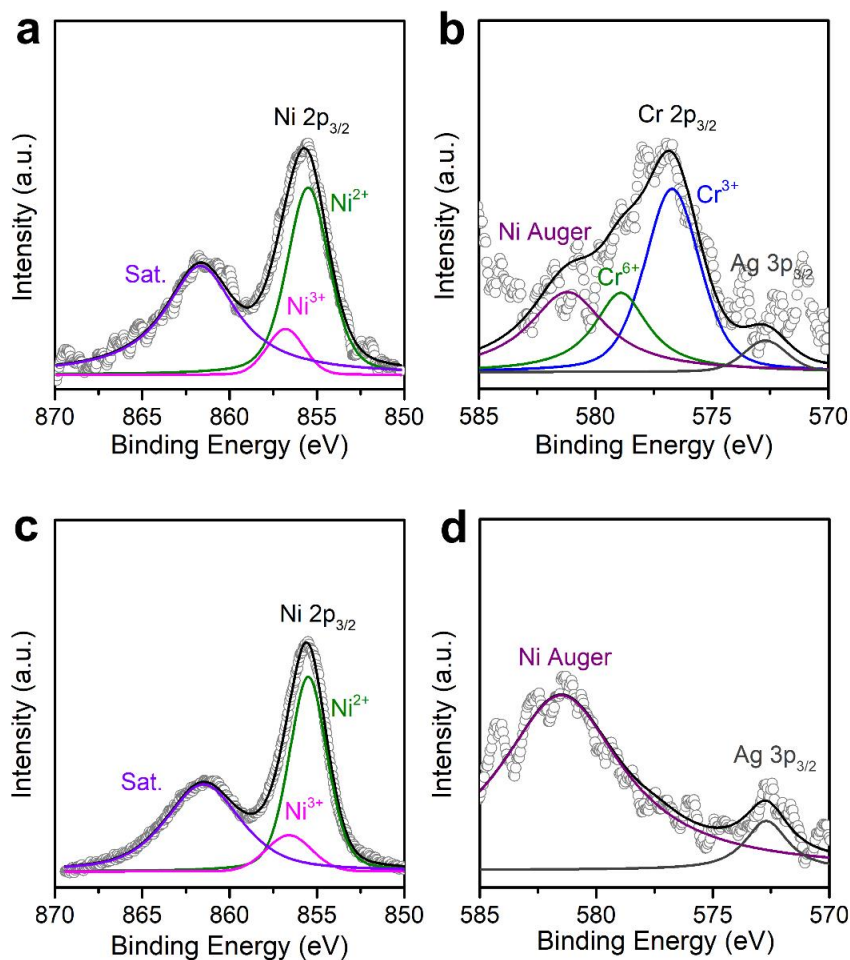 a
Ni 2p3/2
Ni2+
Sat.
Ni3+
Intensity (a.u.)
870 865 860 855 850
Binding Energy (eV)
b
Cr 2p3/2
Cr3+
Ni Auger
Cr6+
Ag 3p3/2
Intensity (a.u.)
585 580 575 570
Binding Energy (eV)
c
Ni 2p3/2
Ni2+
Sat.
Ni3+
Intensity (a.u.)
870 865 860 855 850
Binding Energy (eV)
d
Ni Auger
Ag 3p3/2
Intensity (a.u.)
585 580 575 570
Binding Energy (eV)